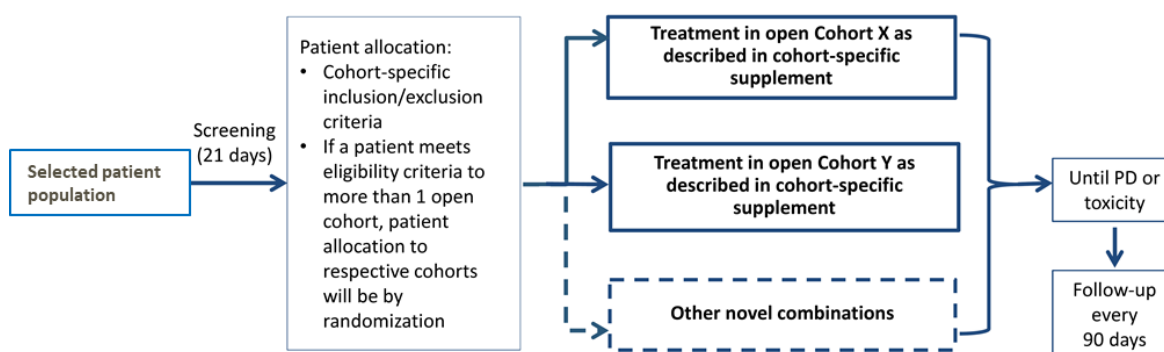 Selected patient
population
Screening
(21 days)
Patient allocation:
• Cohort-specific
inclusion/exclusion
criteria
• If a patient meets
eligibility criteria to
more than 1 open
cohort, patient
allocation to
respective cohorts
will be by
randomization
Treatment in open Cohort X as
described in cohort-specific
supplement
Treatment in open Cohort Y as
described in cohort-specific
supplement
Other novel combinations
Until PD or
toxicity
Follow-up
every
90 days